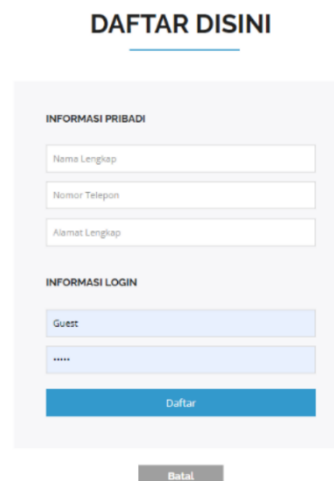 DAFTAR DISINI
INFORMASI PRIBADI
Nama Lengkap
Nomor Telepon
Alamat Lengkap
INFORMASI LOGIN
Guest
•••••
Daftar
Batal